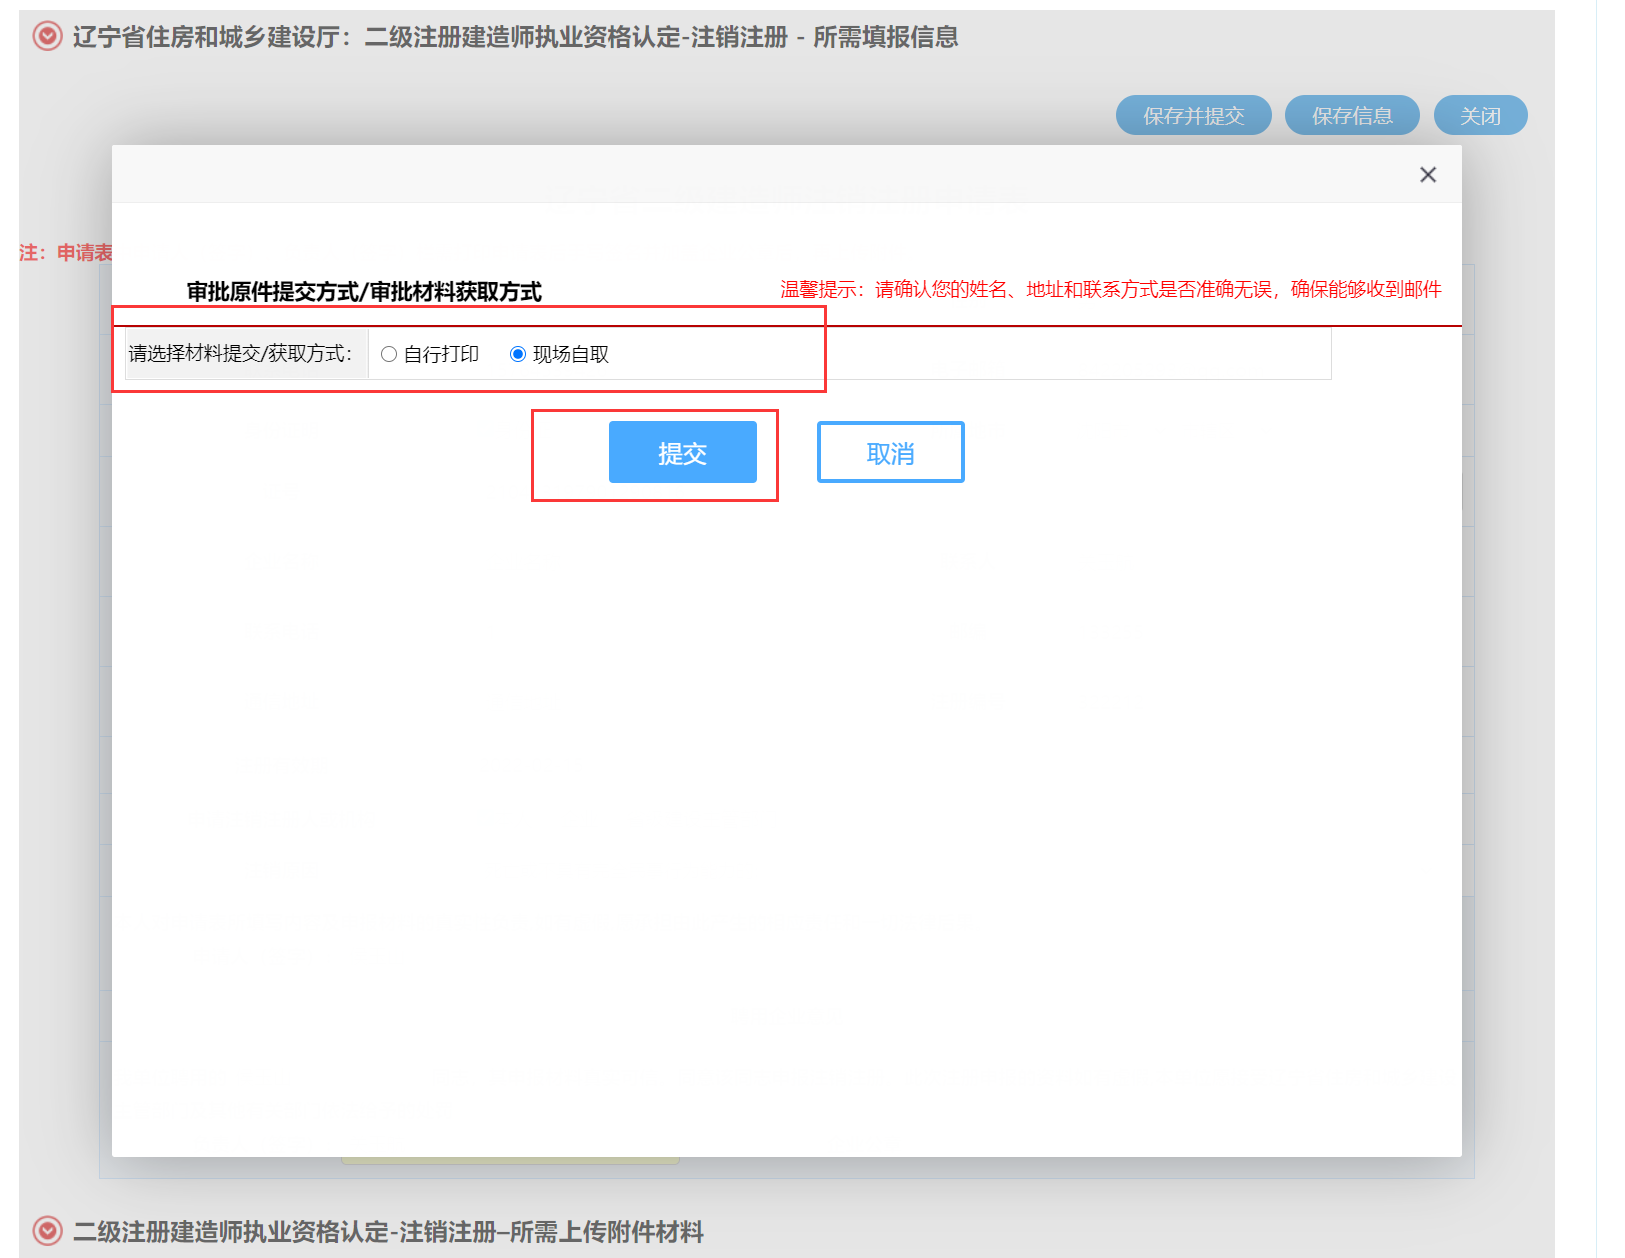 辽宁省住房和城乡建设厅：二级注册建造师执业资格认定-注销注册 - 所需填报信息
保存并提交 保存信息 关闭
注：申请表
审批原件提交方式/审批材料获取方式 温馨提示：请确认您的姓名、地址和联系方式是否准确无误，确保能够收到邮件
请选择材料提交/获取方式： 自行打印 现场自取
提交 取消
二级注册建造师执业资格认定-注销注册–所需上传附件材料